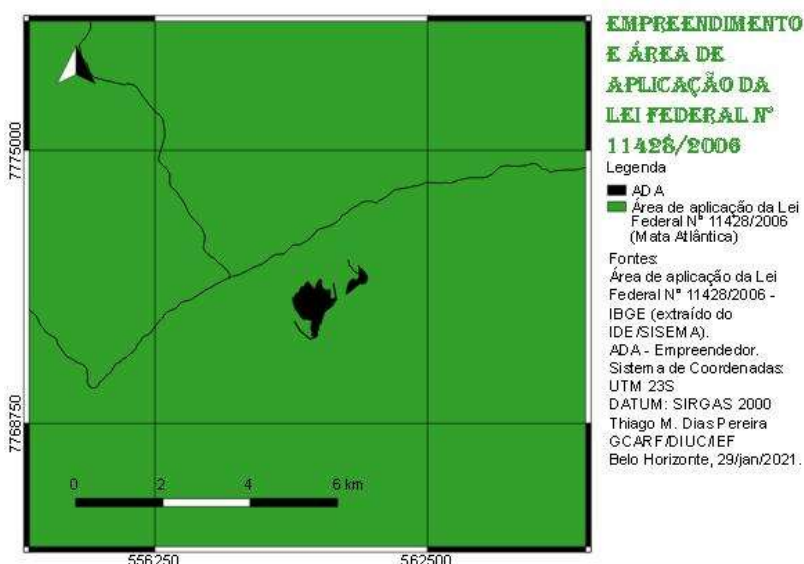 EMPREENDIMENTO
E ÁREA DE
APLICAÇÃO DA
LEI FEDERAL Nº
11428/2006
Legenda
ADA
Área de aplicação da Lei
Federal Nº 11428/2006
(Mata Atlântica)
Fontes:
Área de aplicação da Lei
Federal Nº 11428/2006 -
IBGE (extraído do
IDE/SISEMA).
ADA - Empreendedor.
Sistema de Coordenadas:
UTM 23S
DATUM: SIRGAS 2000
Thiago M. Dias Pereira
GCARF/DIUC/IEF
Belo Horizonte, 29/jan/2021.
7775000
7768750
0 2 4 6 km
556250 562500